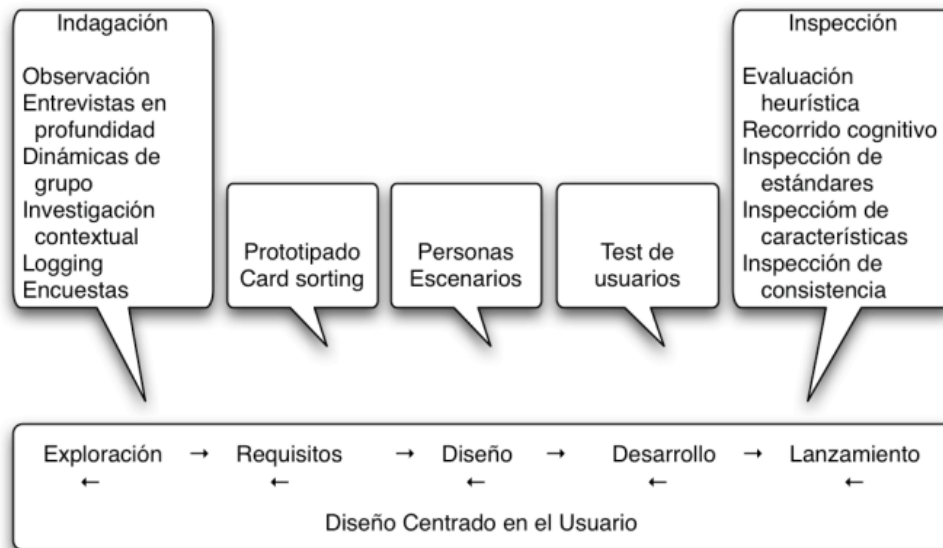 Indagación
Observación
Entrevistas en
profundidad
Dinámicas de
grupo
Investigación
contextual
Logging
Encuestas
Prototipado
Card sorting
Personas
Escenarios
Test de
usuarios
Inspección
Evaluación
heurística
Recorrido cognitivo
Inspección de
estándares
Inspeccióm de
características
Inspección de
consistencia
Exploración → Requisitos → Diseño → Desarrollo → Lanzamiento
← ← ← ← ←
Diseño Centrado en el Usuario